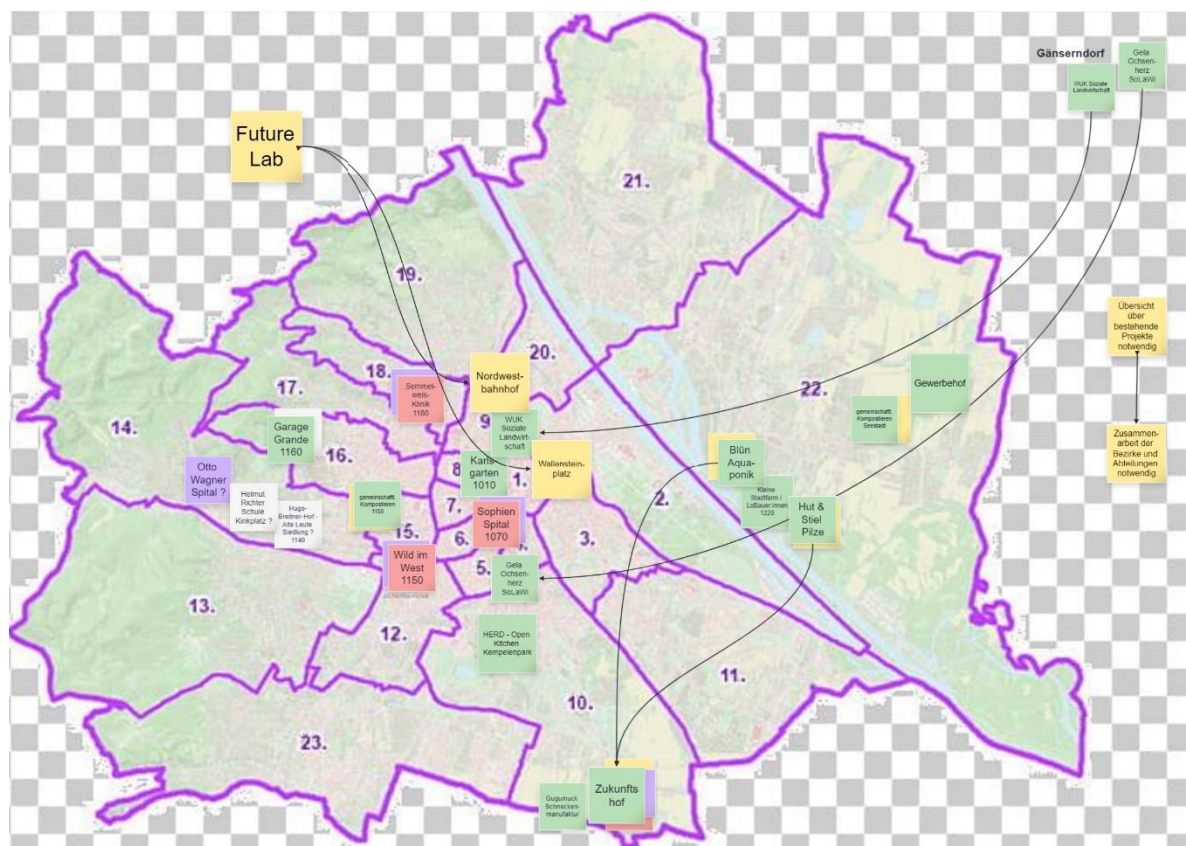 Gänserndorf
WUK Soziale
Landwirtschaft
Gela
Ochsen-
herz
SoLaWi
Future
Lab
21.
19.
20.
18.
17.
14.
16.
22.
Nordwest-
bahnhof
Semmel-
weis-
Klinik
1180
9.
WUK
Soziale
Landwirt-
schaft
Garage
Grande
1160
Otto
Wagner
Spital ?
Helmut
Richter
Schule
Kinkplatz ?
Hugo-
Breitner-Hof -
Alte Leute
Siedlung ?
1140
gemeinschaftl.
Kompostieren
1150
8.
Karls-
garten
1010
1.
Wallenstein-
platz
7.
Sophien
Spital
1070
6.
15.
Wild im
West
1150
alchemia-nova
5.
Gela
Ochsen-
herz
SoLaWi
3.
2.
Blün
Aqua-
ponik
Kleine
Stadtfarm /
LoBauer:innen
1220
Hut &
Stiel
Pilze
gemeinschaftl.
Kompostieren
Seestadt
Gewerbehof
Übersicht
über
bestehende
Projekte
notwendig
Zusammen-
arbeit der
Bezirke und
Abteilungen
notwendig
13.
12.
HERD - Open
Kitchen
Kempelenpark
10.
11.
23.
Gugumuck
Schnecken-
manufaktur
Zukunfts
hof